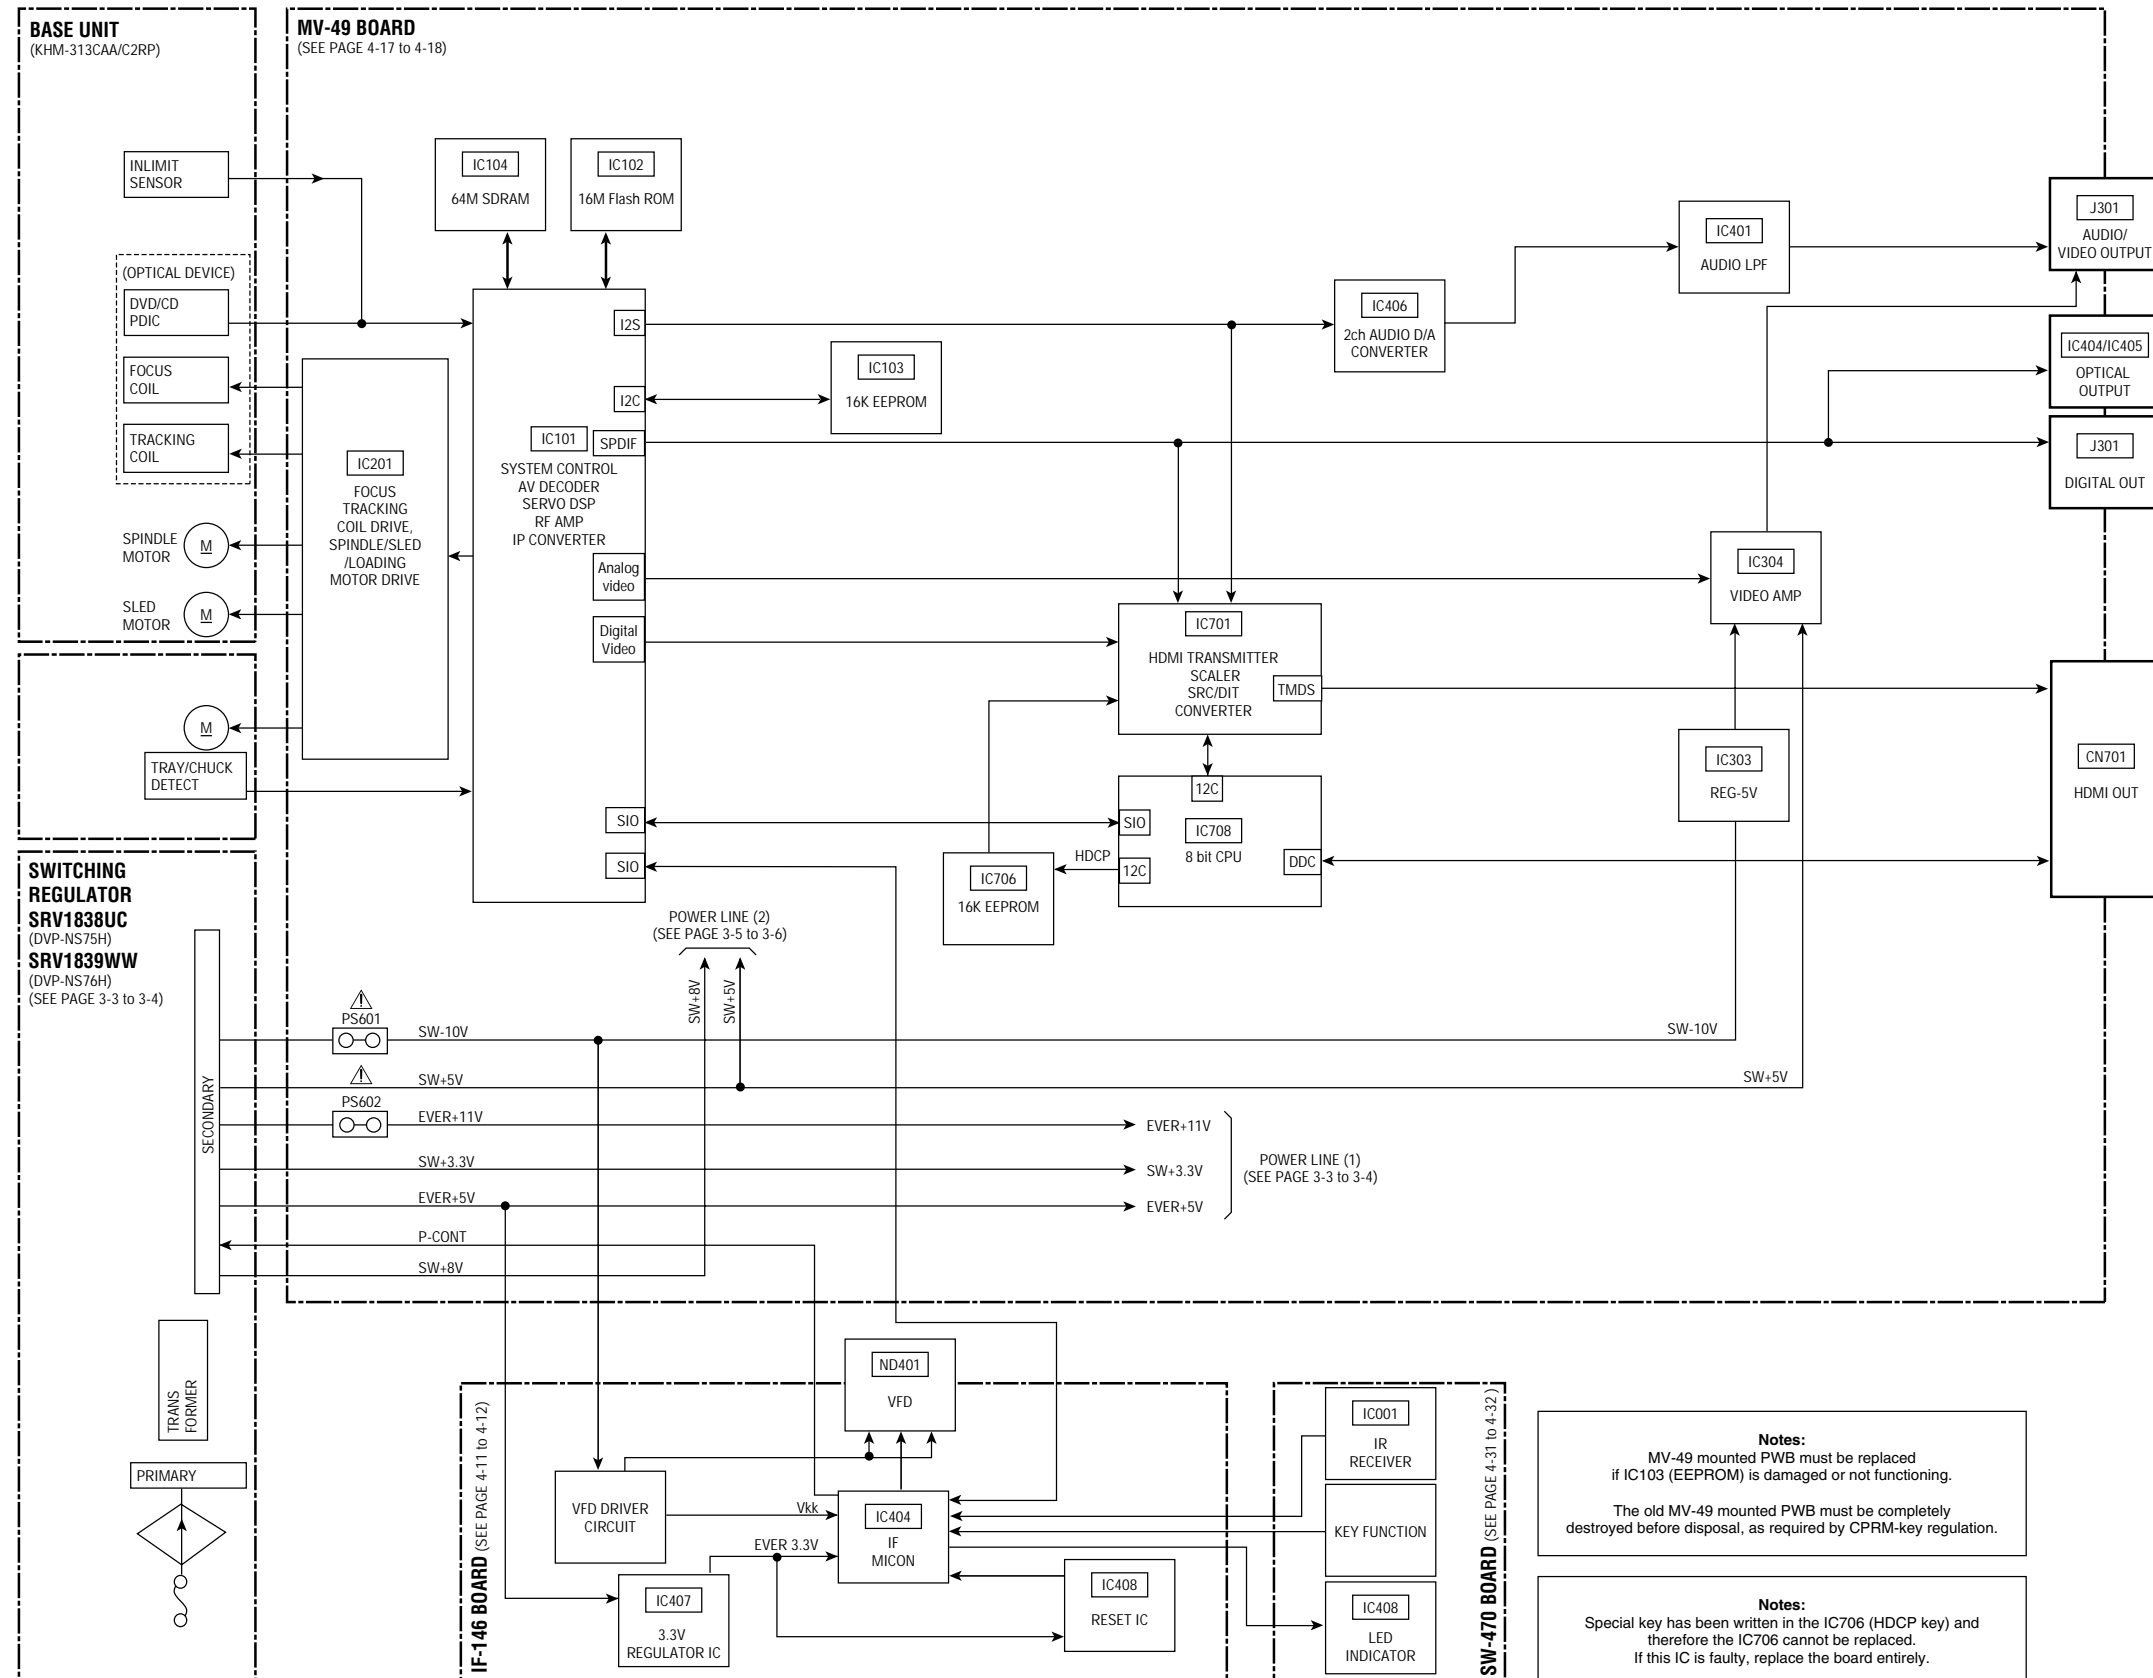 BASE UNIT
(KHM-313CAA/C2RP)
MV-49 BOARD
(SEE PAGE 4-17 to 4-18)
INLIMIT
SENSOR
(OPTICAL DEVICE)
DVD/CD
PDIC
FOCUS
COIL
TRACKING
COIL
SPINDLE
MOTOR
M
SLED
MOTOR
M
M
TRAY/CHUCK
DETECT
IC201
FOCUS
TRACKING
COIL DRIVE,
SPINDLE/SLED
/LOADING
MOTOR DRIVE
IC104
64M SDRAM
IC102
16M Flash ROM
IC101
SYSTEM CONTROL
AV DECODER
SERVO DSP
RF AMP
IP CONVERTER
I2S
I2C
SPDIF
Analog
video
Digital
Video
SIO
SIO
IC103
16K EEPROM
IC406
2ch AUDIO D/A
CONVERTER
IC401
AUDIO LPF
J301
AUDIO/
VIDEO OUTPUT
IC404/IC405
OPTICAL
OUTPUT
J301
DIGITAL OUT
IC304
VIDEO AMP
IC701
HDMI TRANSMITTER
SCALER
SRC/DIT
CONVERTER
TMDS
12C
SIO
IC708
8 bit CPU
12C
DDC
HDCP
IC706
16K EEPROM
IC303
REG-5V
CN701
HDMI OUT
SWITCHING
REGULATOR
SRV1838UC
(DVP-NS75H)
SRV1839WW
(DVP-NS76H)
(SEE PAGE 3-3 to 3-4)
SECONDARY
TRANS
FORMER
PRIMARY
POWER LINE (2)
(SEE PAGE 3-5 to 3-6)
SW+8V
SW+5V
PS601
SW-10V
SW-10V
SW+5V
SW+5V
PS602
EVER+11V
EVER+11V
SW+3.3V
SW+3.3V
EVER+5V
EVER+5V
POWER LINE (1)
(SEE PAGE 3-3 to 3-4)
P-CONT
SW+8V
IF-146 BOARD (SEE PAGE 4-11 to 4-12)
ND401
VFD
VFD DRIVER
CIRCUIT
Vkk
EVER 3.3V
IC404
IF
MICON
IC407
3.3V
REGULATOR IC
IC408
RESET IC
SW-470 BOARD (SEE PAGE 4-31 to 4-32 )
IC001
IR
RECEIVER
KEY FUNCTION
IC408
LED
INDICATOR
Notes:
MV-49 mounted PWB must be replaced
if IC103 (EEPROM) is damaged or not functioning.
The old MV-49 mounted PWB must be completely
destroyed before disposal, as required by CPRM-key regulation.
Notes:
Special key has been written in the IC706 (HDCP key) and
therefore the IC706 cannot be replaced.
If this IC is faulty, replace the board entirely.